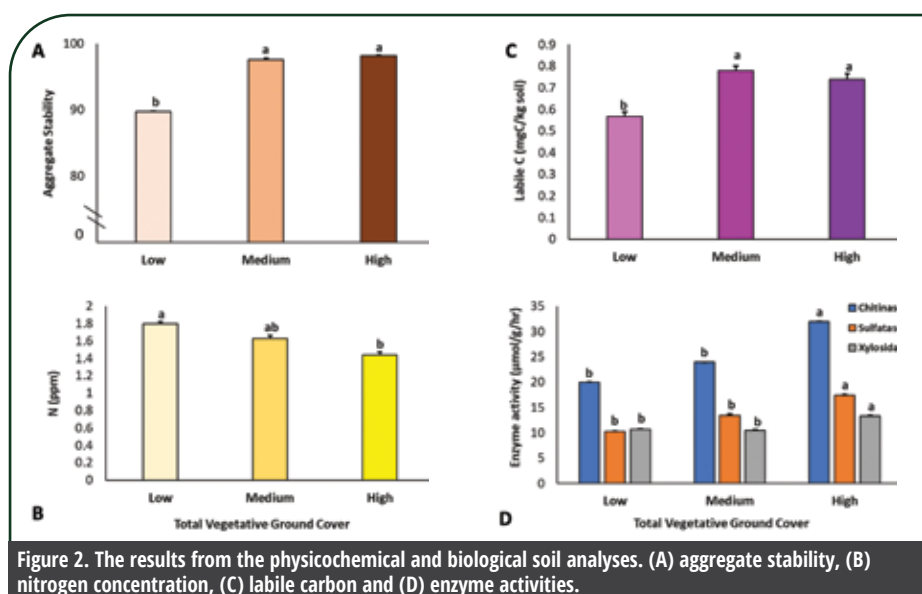 A
100
90
80
0
Aggregate Stability
b
a
a
Low Medium High
C
0.9
0.8
0.7
0.6
0.5
0.4
0.3
0.2
0.1
0
Labile C (mgC/kg soil)
b
a
a
Low Medium High
B
2
1.8
1.6
1.4
1.2
1
0.8
0.6
0.4
0.2
0
N (ppm)
a
ab
b
Low Medium High
Total Vegetative Ground Cover
D
35
30
25
20
15
10
5
0
Enzyme activity (µmol/g/hr)
Chitinas
Sulfatas
Xylosida
b
b
b
b
b
b
a
a
a
Low Medium High
Total Vegetative Ground Cover
Figure 2. The results from the physicochemical and biological soil analyses. (A) aggregate stability, (B)
nitrogen concentration, (C) labile carbon and (D) enzyme activities.